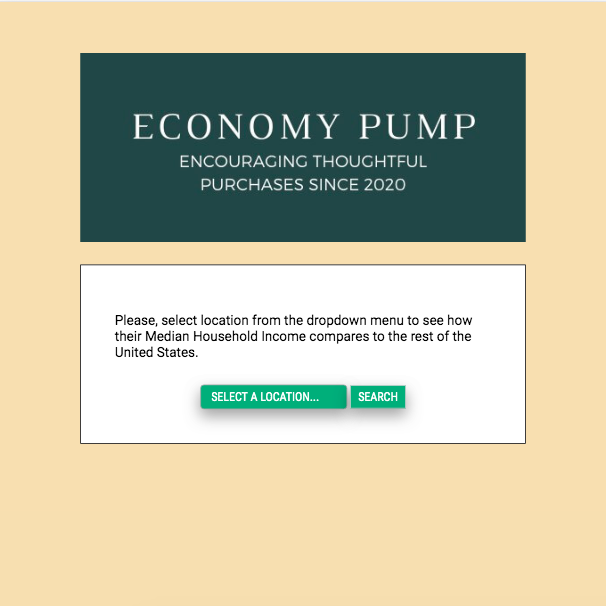 ECONOMY PUMP
ENCOURAGING THOUGHTFUL
PURCHASES SINCE 2020
Please, select location from the dropdown menu to see how
their Median Household Income compares to the rest of the
United States.
SELECT A LOCATION... SEARCH